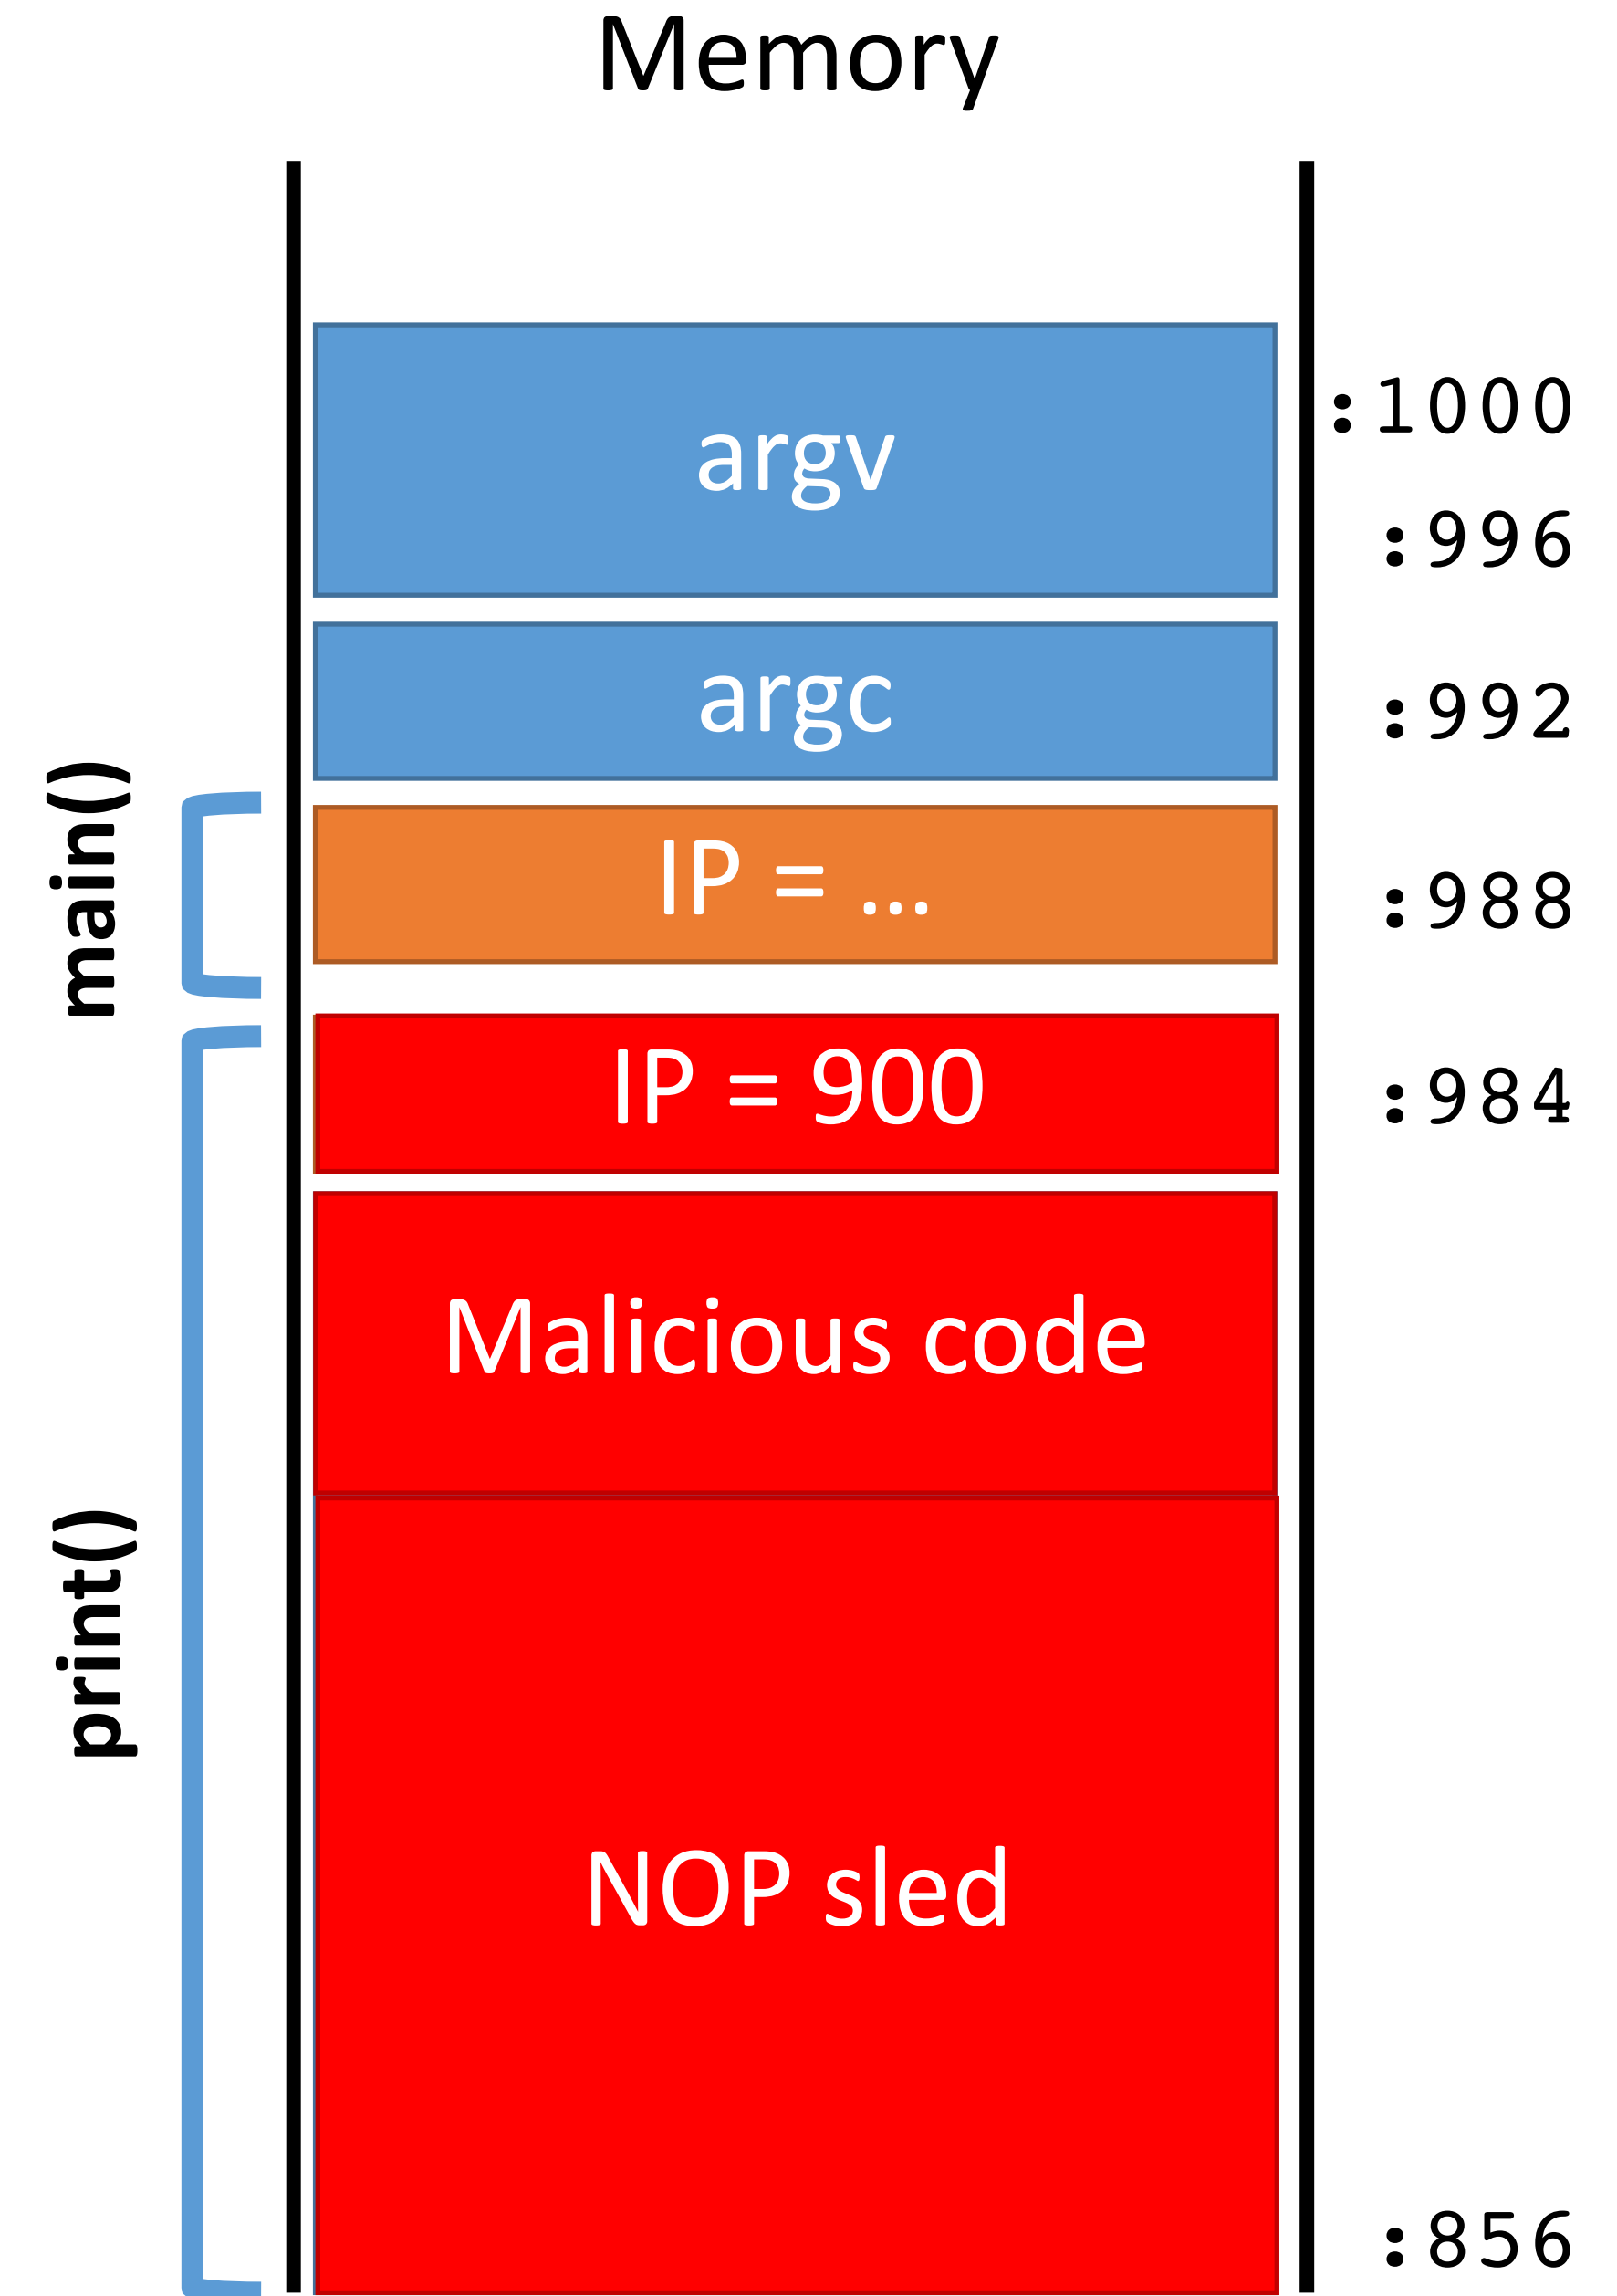 Memory
argv
:1000
:996
argc
:992
main()
IP = ...
:988
IP = 900
:984
Malicious code
print()
NOP sled
:856